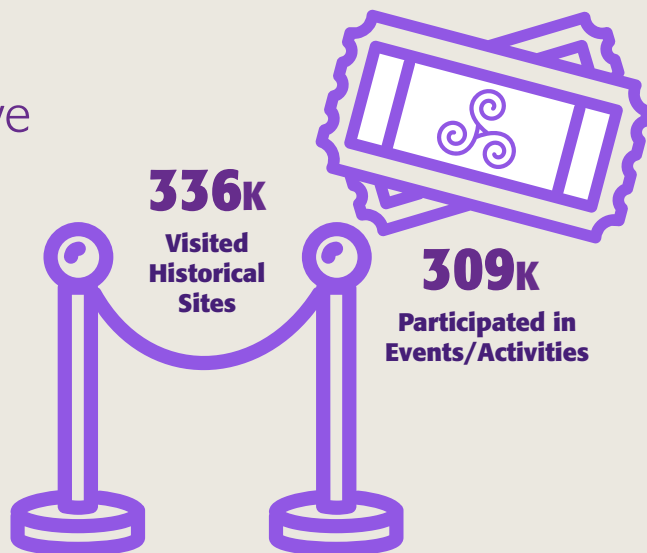 336K
Visited
Historical
Sites
309K
Participated in
Events/Activities